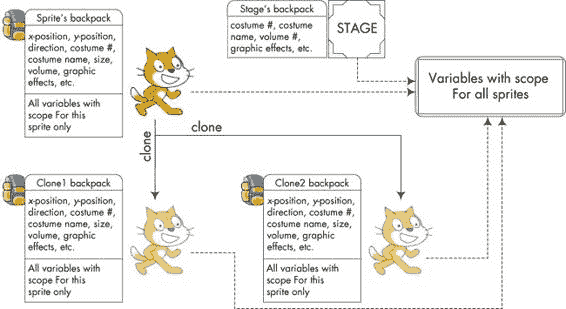 Sprite's backpack
x-position, y-position,
direction, costume #,
costume name, size,
volume, graphic
effects, etc.
All variables with
scope For this
sprite only
Stage's backpack
costume #, costume
name, volume #,
graphic effects, etc.
STAGE
Variables with scope
For all sprites
clone
clone
Clone1 backpack
x-position, y-position,
direction, costume #,
costume name, size,
volume, graphic
effects, etc.
All variables with
scope For this
sprite only
Clone2 backpack
x-position, y-position,
direction, costume #,
costume name, size,
volume, graphic
effects, etc.
All variables with
scope For this
sprite only